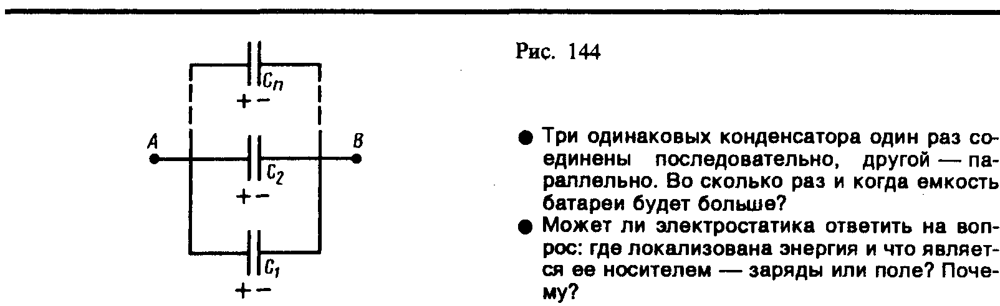 Рис. 144
Cn
+ −
A
B
C2
+ −
C1
+ −
● Три одинаковых конденсатора один раз со-
единены последовательно, другой — па-
раллельно. Во сколько раз и когда емкость
батареи будет больше?
● Может ли электростатика ответить на воп-
рос: где локализована энергия и что являет-
ся ее носителем — заряды или поле? Поче-
му?